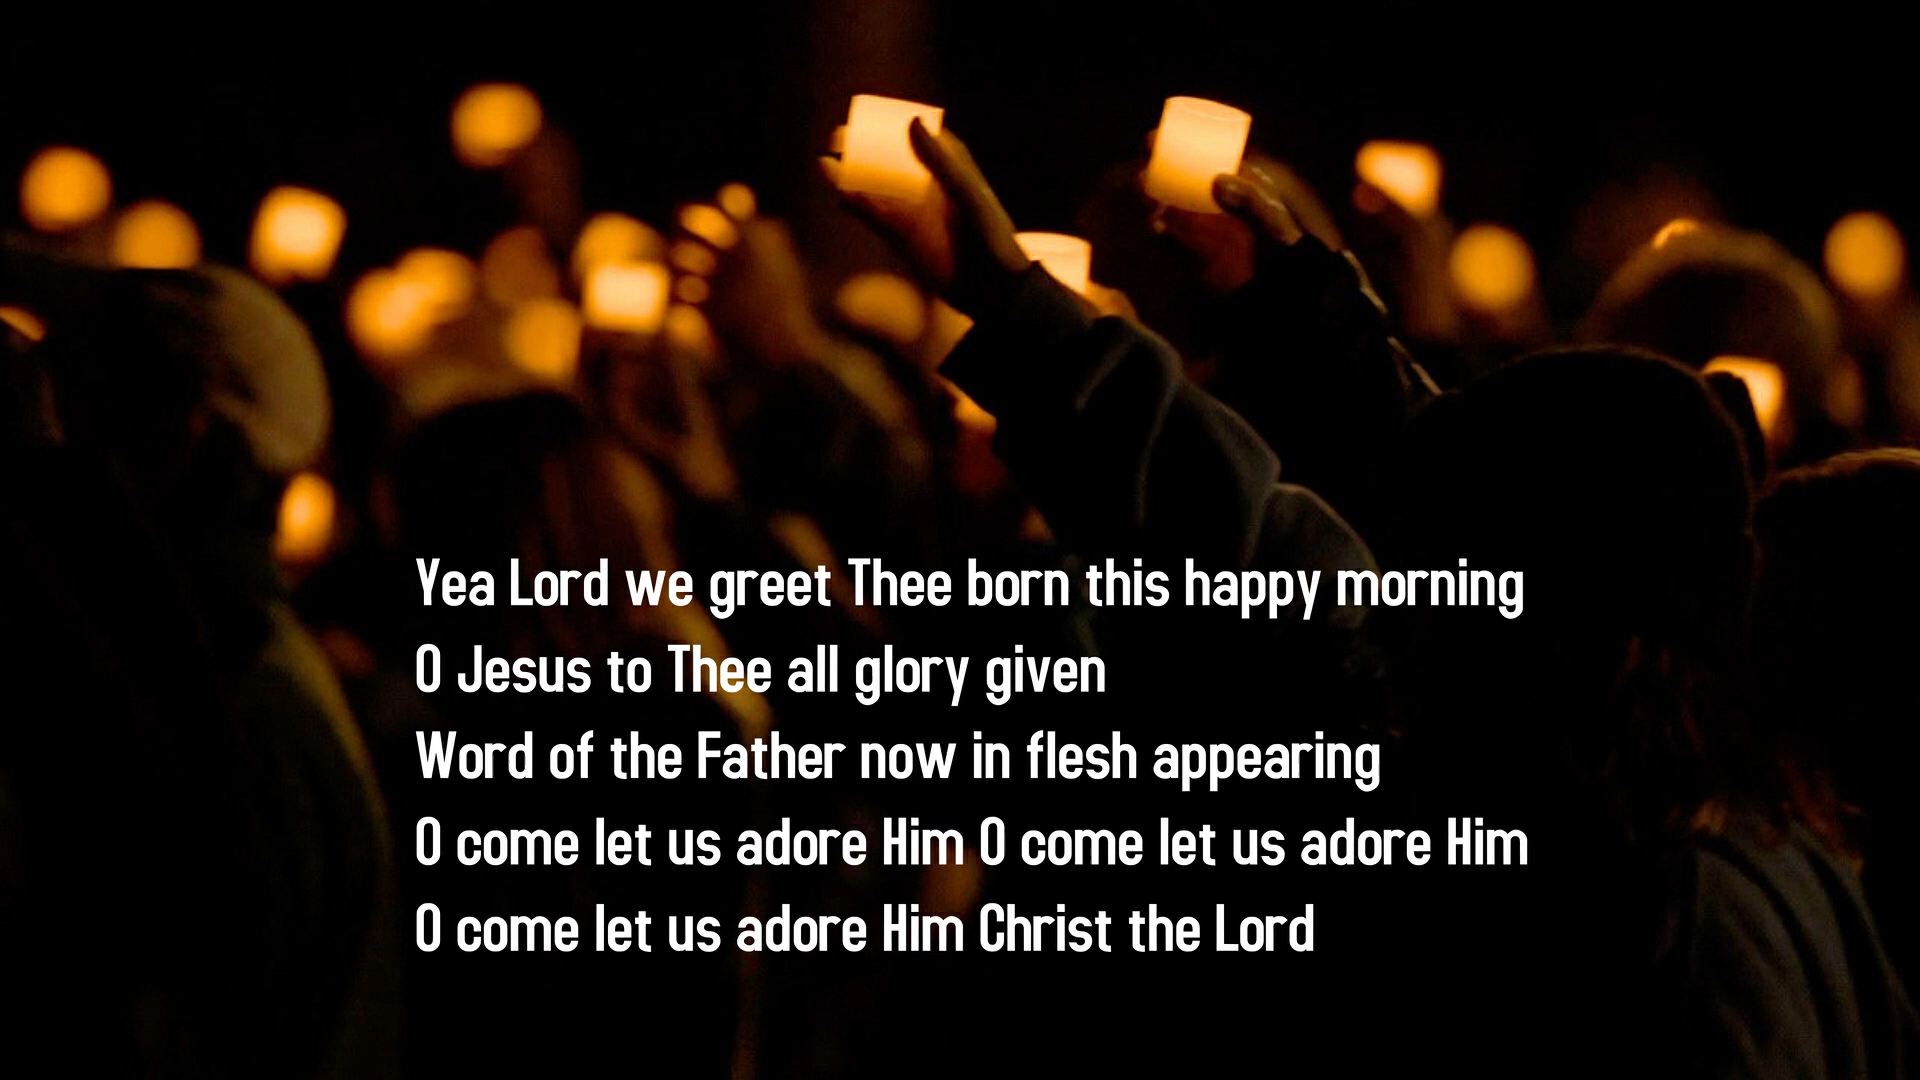 Yea Lord we greet Thee born this happy morning
O Jesus to Thee all glory given
Word of the Father now in flesh appearing
O come let us adore Him O come let us adore Him
O come let us adore Him Christ the Lord